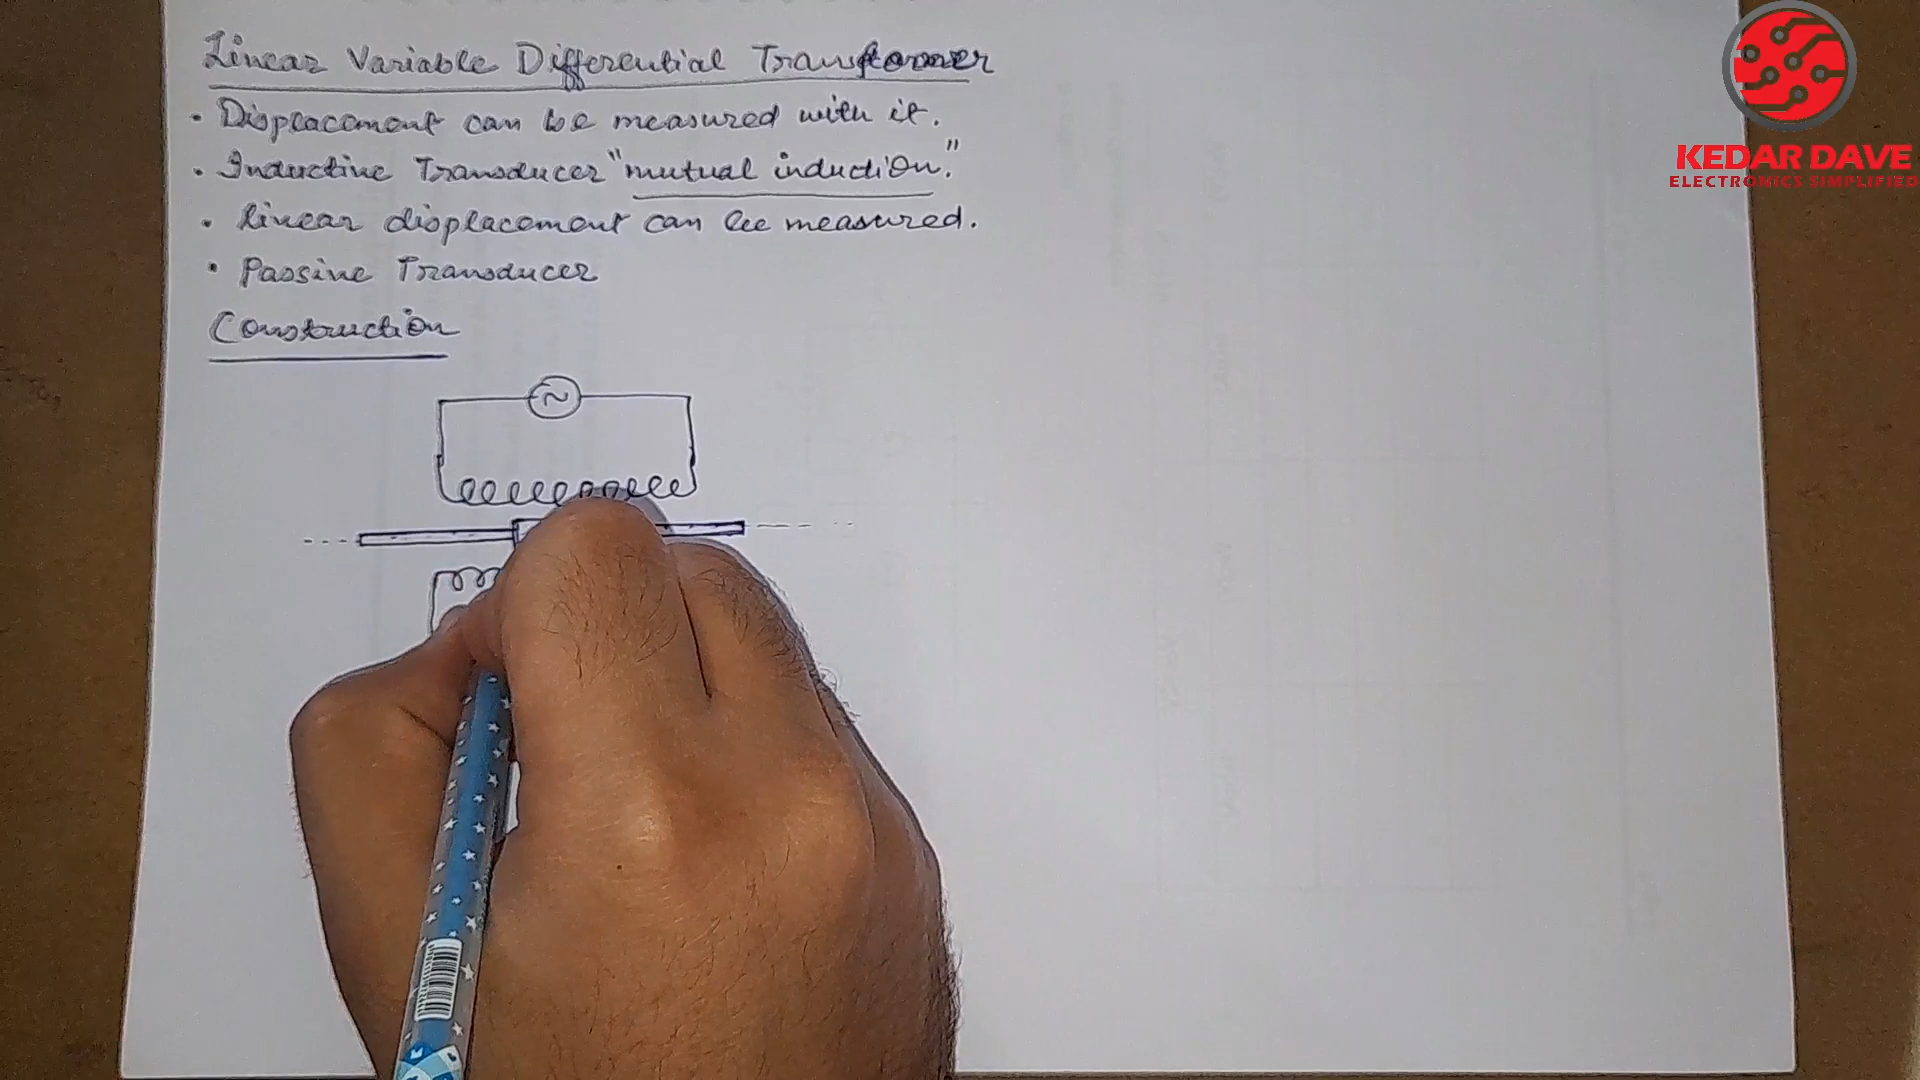 Linear Variable Differential Transformer
• Displacement can be measured with it.
• Inductive Transducer "mutual induction."
• linear displacement can be measured.
• Passive Transducer
Construction
KEDAR DAVE
ELECTRONICS SIMPLIFIED